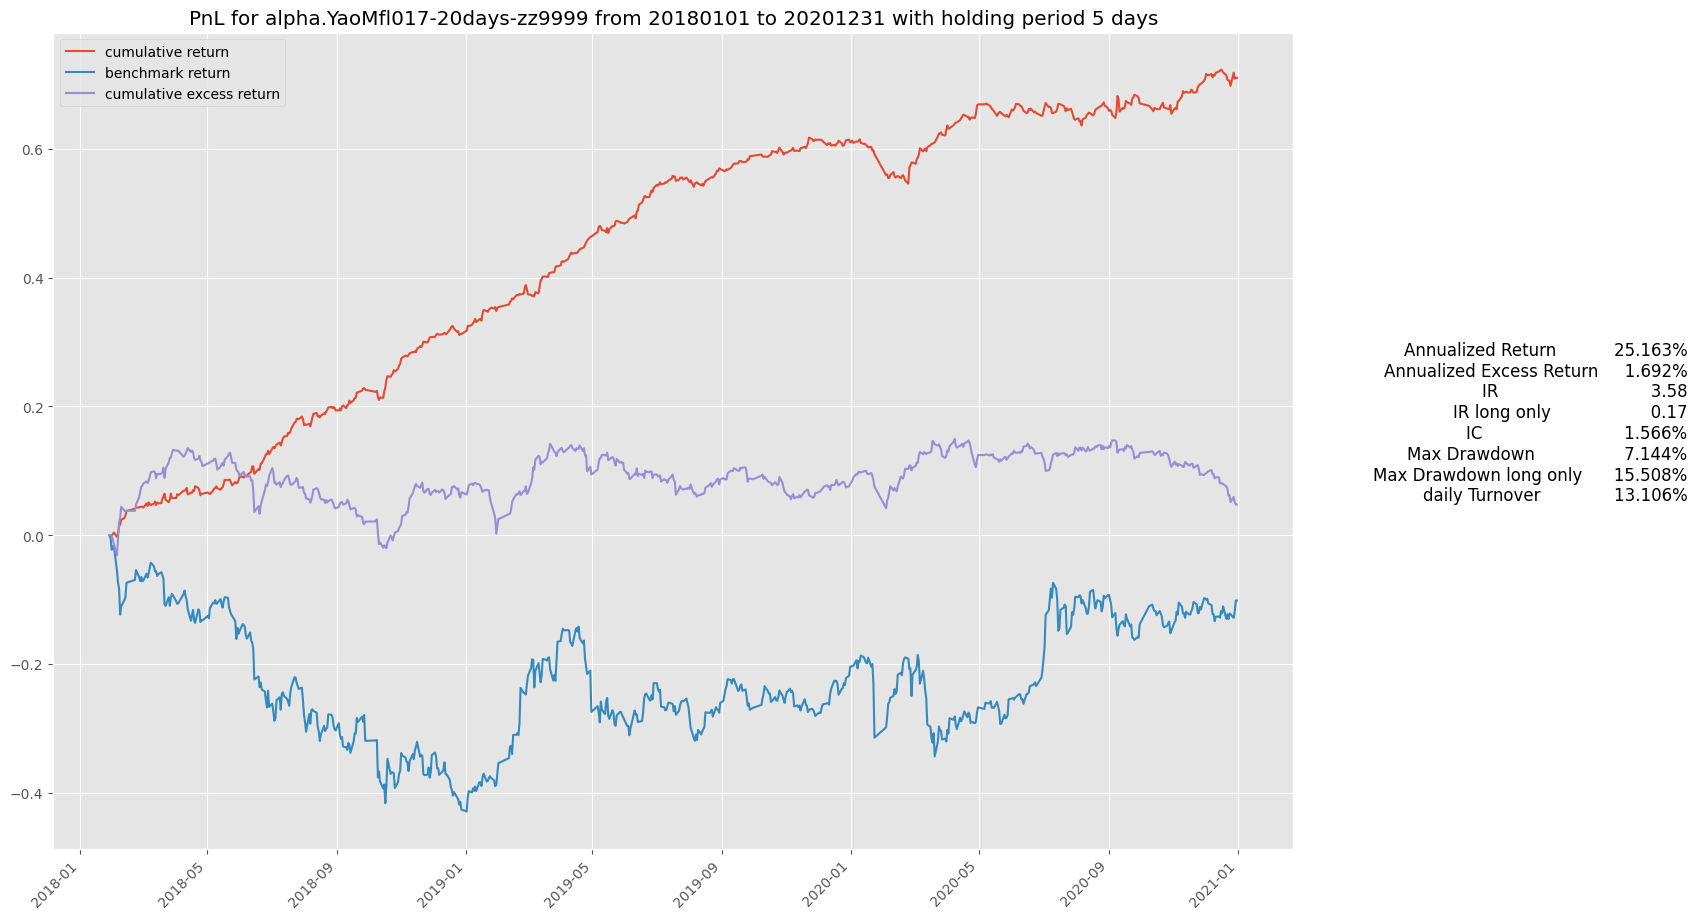 PnL for alpha.YaoMfl017-20days-zz9999 from 20180101 to 20201231 with holding period 5 days
cumulative return
benchmark return
cumulative excess return
0.6
0.4
0.2
0.0
−0.2
−0.4
2018-01
2018-05
2018-09
2019-01
2019-05
2019-09
2020-01
2020-05
2020-09
2021-01
Annualized Return 25.163%
Annualized Excess Return 1.692%
IR 3.58
IR long only 0.17
IC 1.566%
Max Drawdown 7.144%
Max Drawdown long only 15.508%
daily Turnover 13.106%